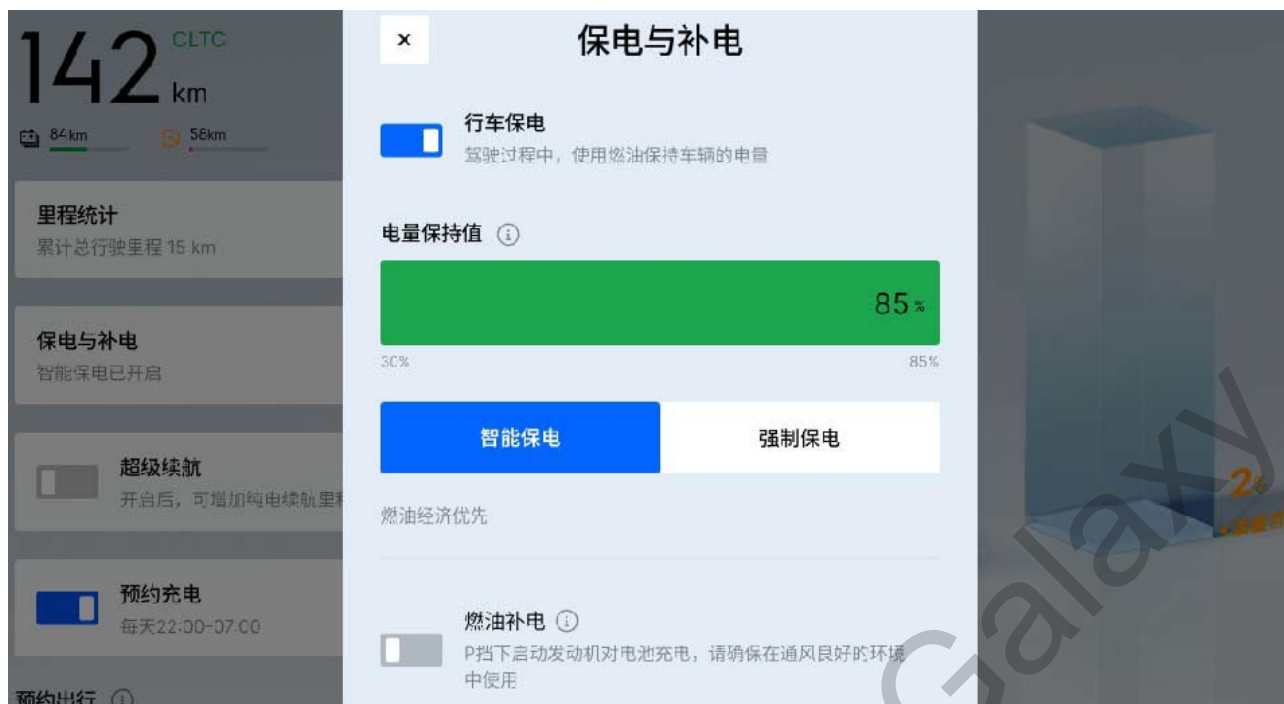 142 CLTC
km
84km 58km
里程统计
累计总行驶里程 15 km
保电与补电
智能保电已开启
超级续航
开启后，可增加纯电续航里程
预约充电
每天22:00-07:00
预约出行
x 保电与补电
行车保电
驾驶过程中，使用燃油保持车辆的电量
电量保持值
85%
30% 85%
智能保电 强制保电
燃油经济优先
燃油补电
P挡下启动发动机对电池充电，请确保在通风良好的环境
中使用
2%
Galaxy